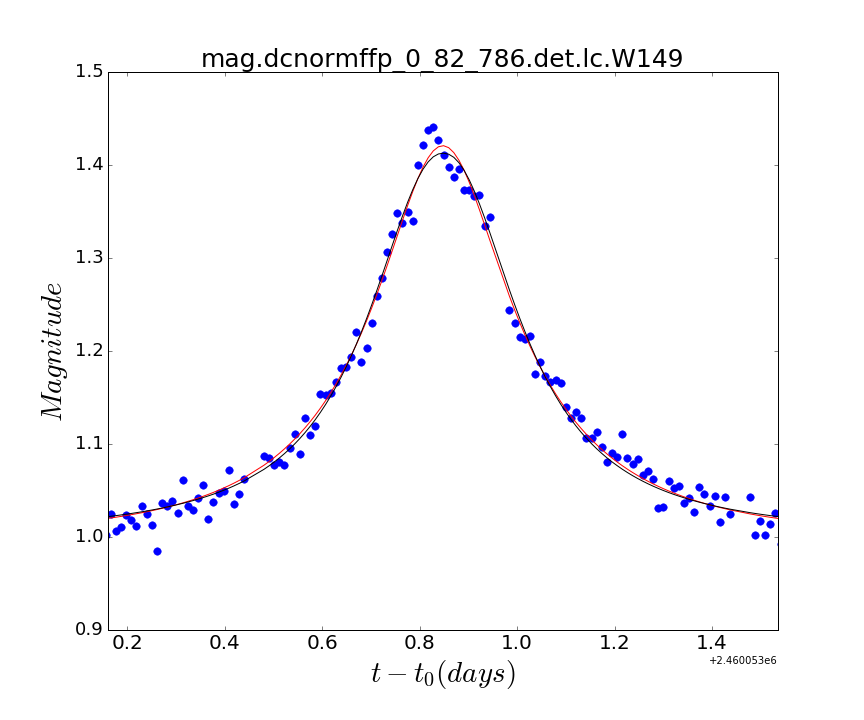 mag.dcnormffp_0_82_786.det.lc.W149
1.5
1.4
1.3
1.2
1.1
1.0
0.9
Magnitude
0.2 0.4 0.6 0.8 1.0 1.2 1.4
+2.460053e6
t − t₀(days)